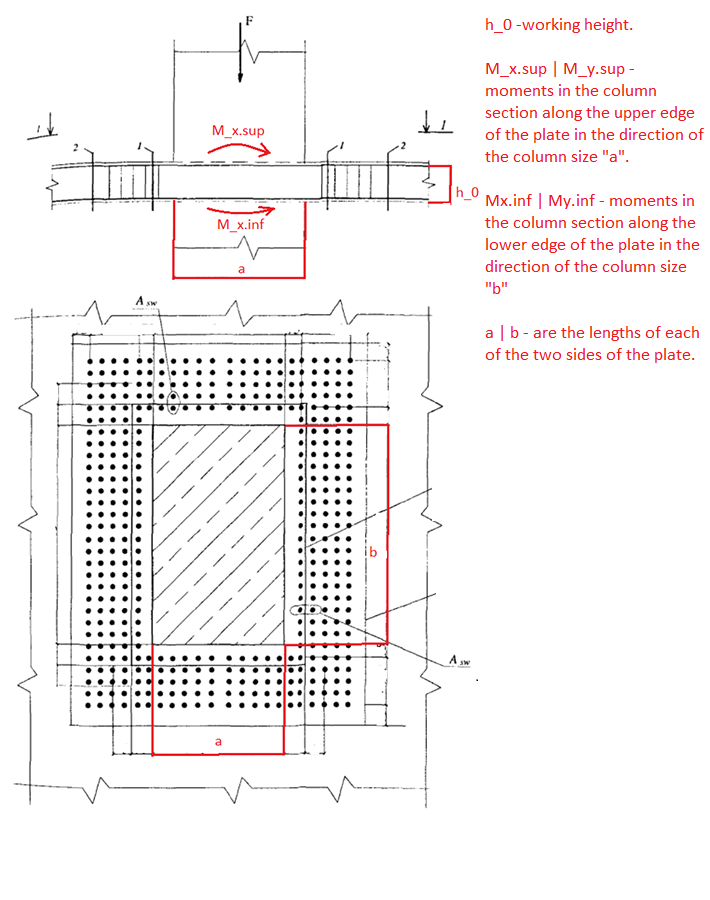 F
h_0 -working height.
M_x.sup | M_y.sup -
moments in the column
section along the upper edge
of the plate in the direction of
the column size "a".
M_x.sup
1
1
2
1
1
2
h_0
Mx.inf | My.inf - moments in
the column section along the
lower edge of the plate in the
direction of the column size
"b"
M_x.inf
a
a | b - are the lengths of each
of the two sides of the plate.
A sw
b
A sw
a